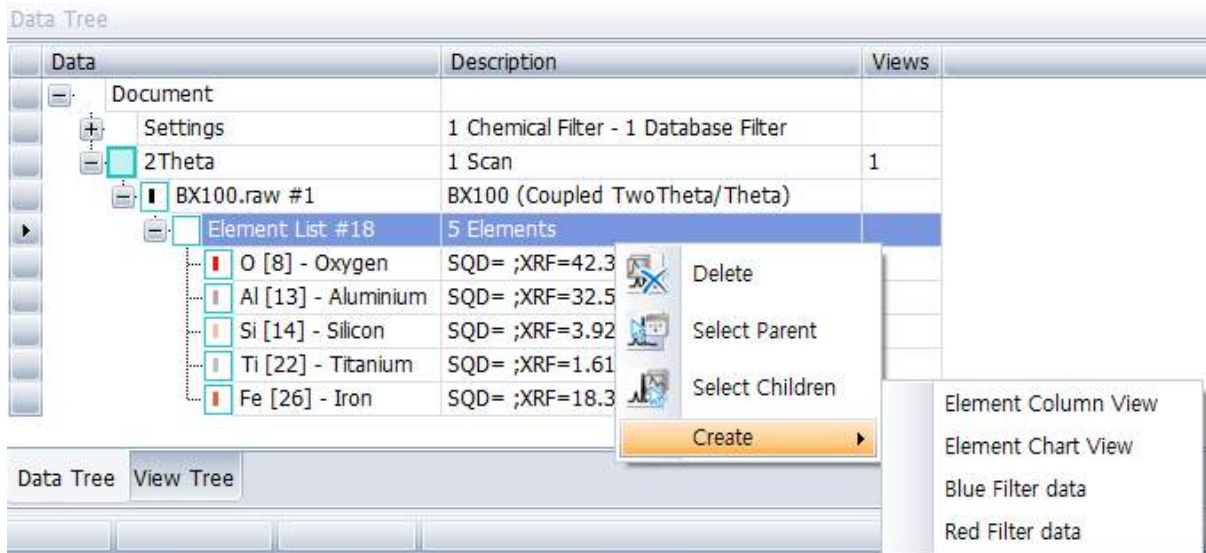 Data Tree
Data Description Views
Document
Settings 1 Chemical Filter - 1 Database Filter
2Theta 1 Scan 1
BX100.raw #1 BX100 (Coupled TwoTheta/Theta)
Element List #18 5 Elements
O [8] - Oxygen SQD= ;XRF=42.3
Al [13] - Aluminium SQD= ;XRF=32.5
Si [14] - Silicon SQD= ;XRF=3.92
Ti [22] - Titanium SQD= ;XRF=1.61
Fe [26] - Iron SQD= ;XRF=18.3
Delete
Select Parent
Select Children
Create
Element Column View
Element Chart View
Blue Filter data
Red Filter data
Data Tree View Tree